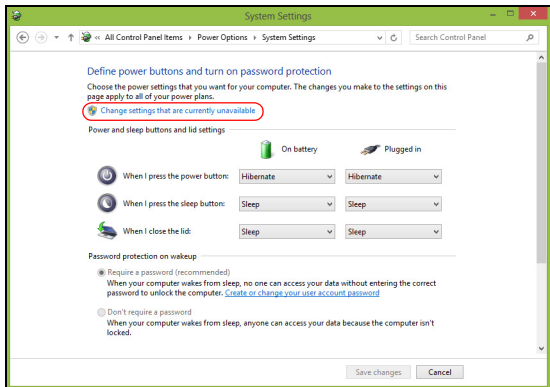 System Settings
« All Control Panel Items Power Options System Settings
Search Control Panel
Define power buttons and turn on password protection
Choose the power settings that you want for your computer. The changes you make to the settings on this
page apply to all of your power plans.
Change settings that are currently unavailable
Power and sleep buttons and lid settings
On battery Plugged in
When I press the power button: Hibernate Hibernate
When I press the sleep button: Sleep Sleep
When I close the lid: Sleep Sleep
Password protection on wakeup
Require a password (recommended)
When your computer wakes from sleep, no one can access your data without entering the correct
password to unlock the computer. Create or change your user account password
Don't require a password
When your computer wakes from sleep, anyone can access your data because the computer isn't
locked.
Save changes Cancel